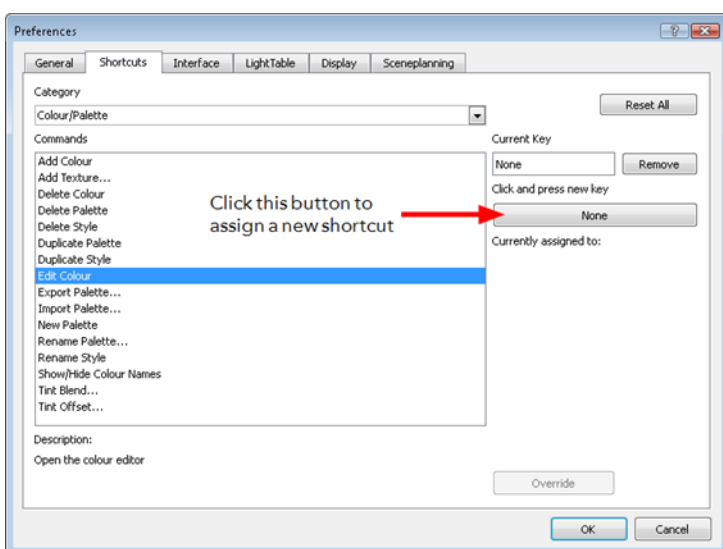 Preferences
General Shortcuts Interface LightTable Display Sceneplanning
Category
Colour/Palette
Reset All
Commands
Current Key
Add Colour
Add Texture...
Delete Colour
Delete Palette
Delete Style
Duplicate Palette
Duplicate Style
Edit Colour
Export Palette...
Import Palette...
New Palette
Rename Palette...
Rename Style
Show/Hide Colour Names
Tint Blend...
Tint Offset...
Click this button to
assign a new shortcut
None Remove
Click and press new key
None
Currently assigned to:
Description:
Open the colour editor
Override
OK Cancel